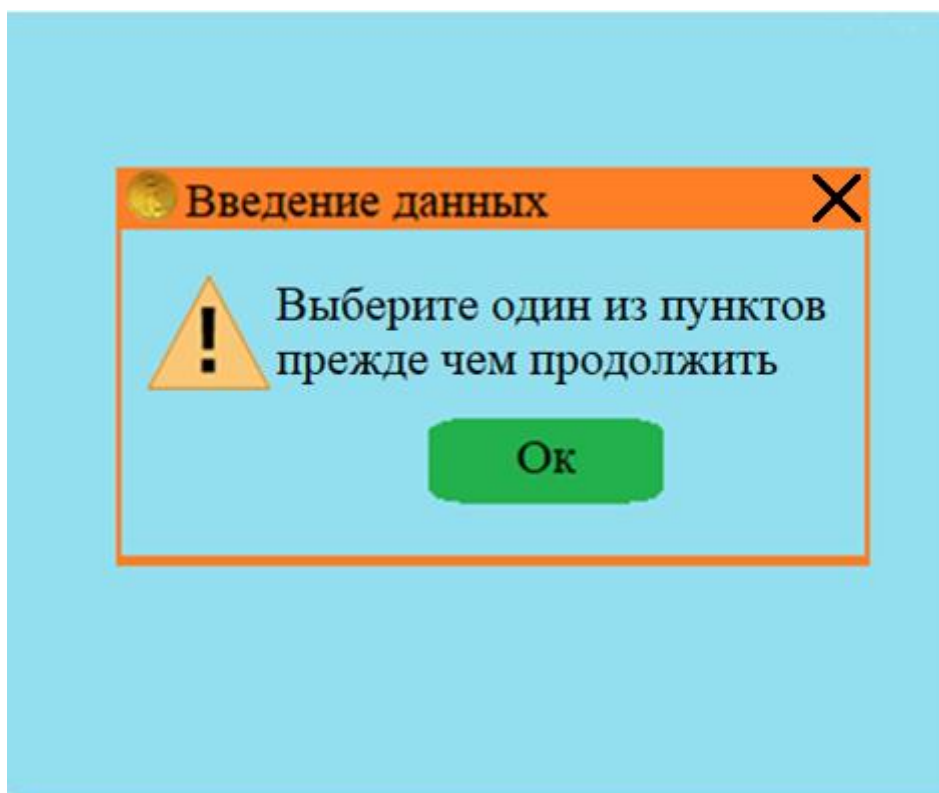 Введение данных
Выберите один из пунктов
прежде чем продолжить
Ок